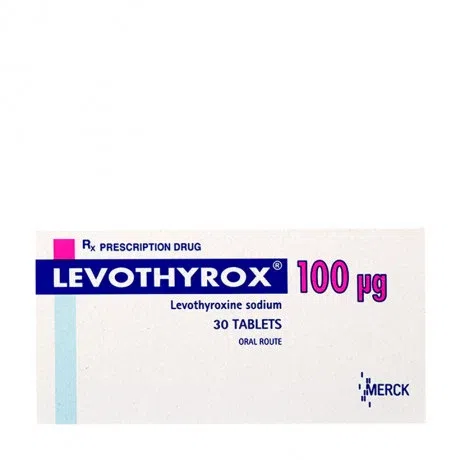 Rx PRESCRIPTION DRUG
LEVOTHYROX® 100 µg
Levothyroxine sodium
30 TABLETS
ORAL ROUTE
MERCK